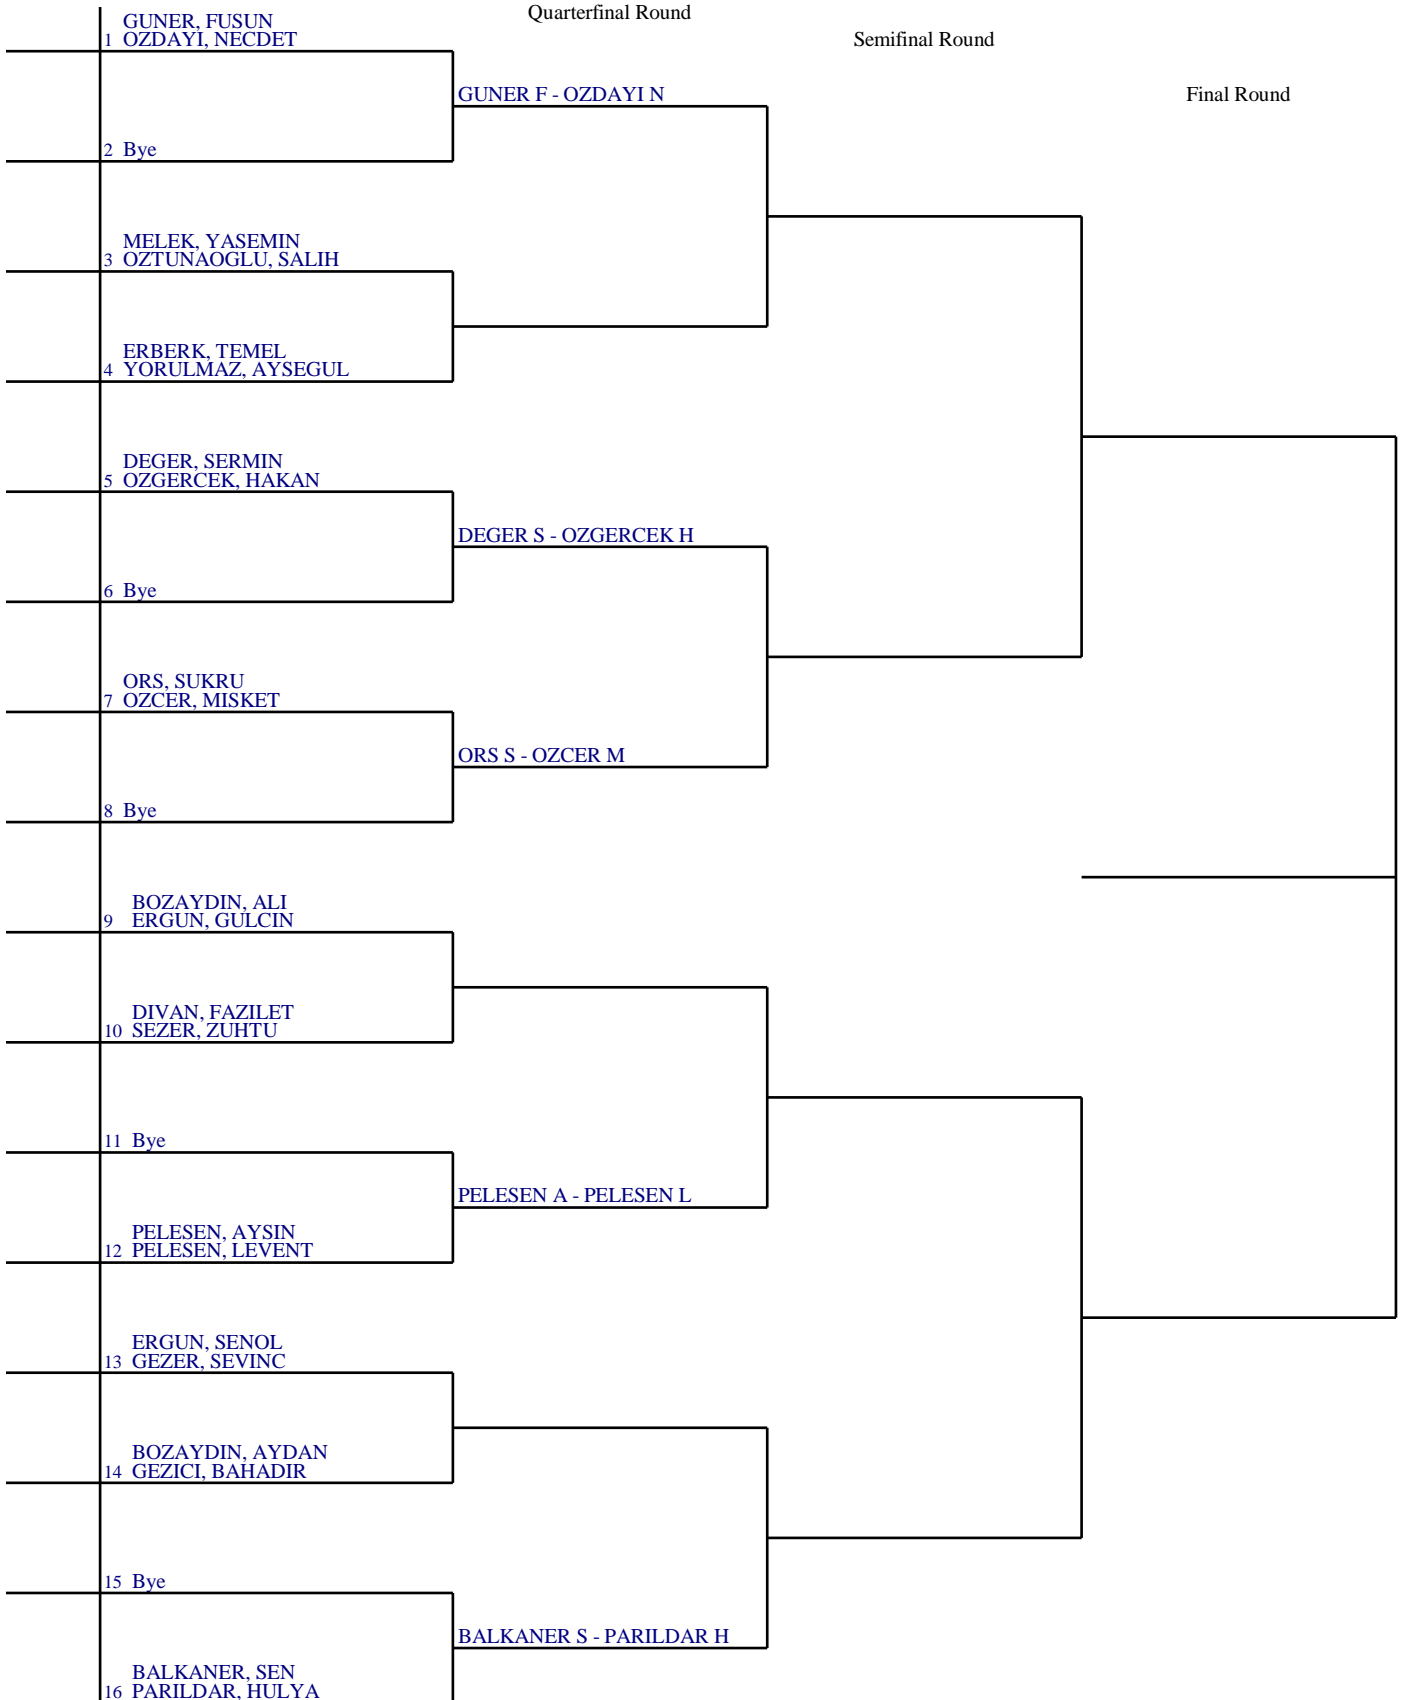 Quarterfinal Round
Semifinal Round
Final Round
GUNER, FUSUN
1 OZDAYI, NECDET
GUNER F - OZDAYI N
2 Bye
MELEK, YASEMIN
3 OZTUNAOGLU, SALIH
ERBERK, TEMEL
4 YORULMAZ, AYSEGUL
DEGER, SERMIN
5 OZGERCEK, HAKAN
DEGER S - OZGERCEK H
6 Bye
ORS, SUKRU
7 OZCER, MISKET
ORS S - OZCER M
8 Bye
BOZAYDIN, ALI
9 ERGUN, GULCIN
DIVAN, FAZILET
10 SEZER, ZUHTU
11 Bye
PELESEN A - PELESEN L
PELESEN, AYSIN
12 PELESEN, LEVENT
ERGUN, SENOL
13 GEZER, SEVINC
BOZAYDIN, AYDAN
14 GEZICI, BAHADIR
15 Bye
BALKANER S - PARILDAR H
BALKANER, SEN
16 PARILDAR, HULYA